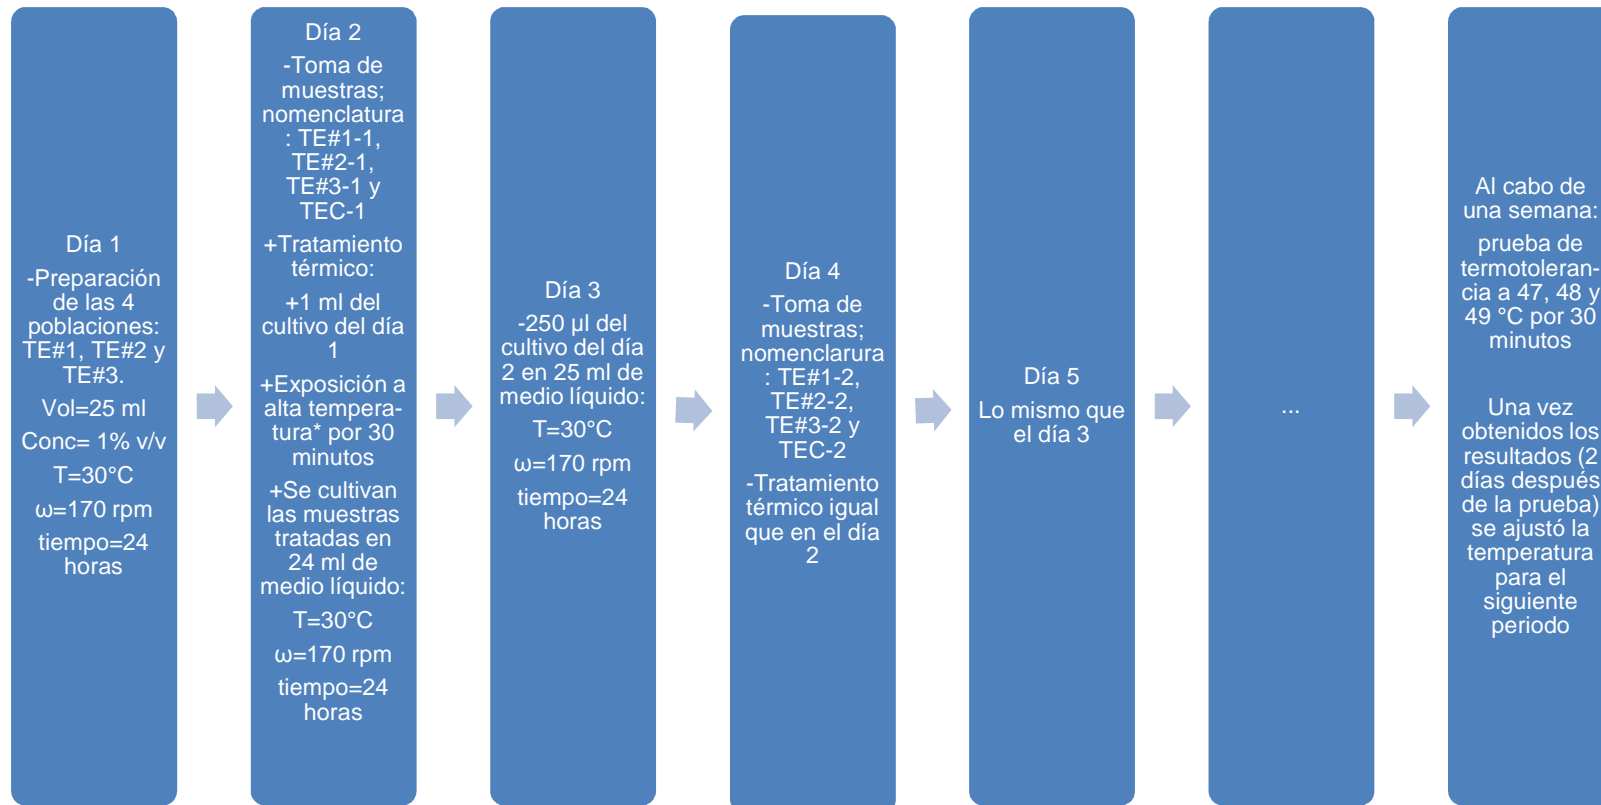 Día 1
-Preparación
de las 4
poblaciones:
TE#1, TE#2 y
TE#3.
Vol=25 ml
Conc= 1% v/v
T=30°C
ω=170 rpm
tiempo=24
horas
Día 2
-Toma de
muestras;
nomenclatura
: TE#1-1,
TE#2-1,
TE#3-1 y
TEC-1
+Tratamiento
térmico:
+1 ml del
cultivo del día
1
+Exposición a
alta tempera-
tura* por 30
minutos
+Se cultivan
las muestras
tratadas en
24 ml de
medio líquido:
T=30°C
ω=170 rpm
tiempo=24
horas
Día 3
-250 µl del
cultivo del día
2 en 25 ml de
medio líquido:
T=30°C
ω=170 rpm
tiempo=24
horas
Día 4
-Toma de
muestras;
nomenclarura
: TE#1-2,
TE#2-2,
TE#3-2 y
TEC-2
-Tratamiento
térmico igual
que en el día
2
Día 5
Lo mismo que
el día 3
...
Al cabo de
una semana:
prueba de
termotoleran-
cia a 47, 48 y
49 °C por 30
minutos
Una vez
obtenidos los
resultados (2
días después
de la prueba)
se ajustó la
temperatura
para el
siguiente
periodo